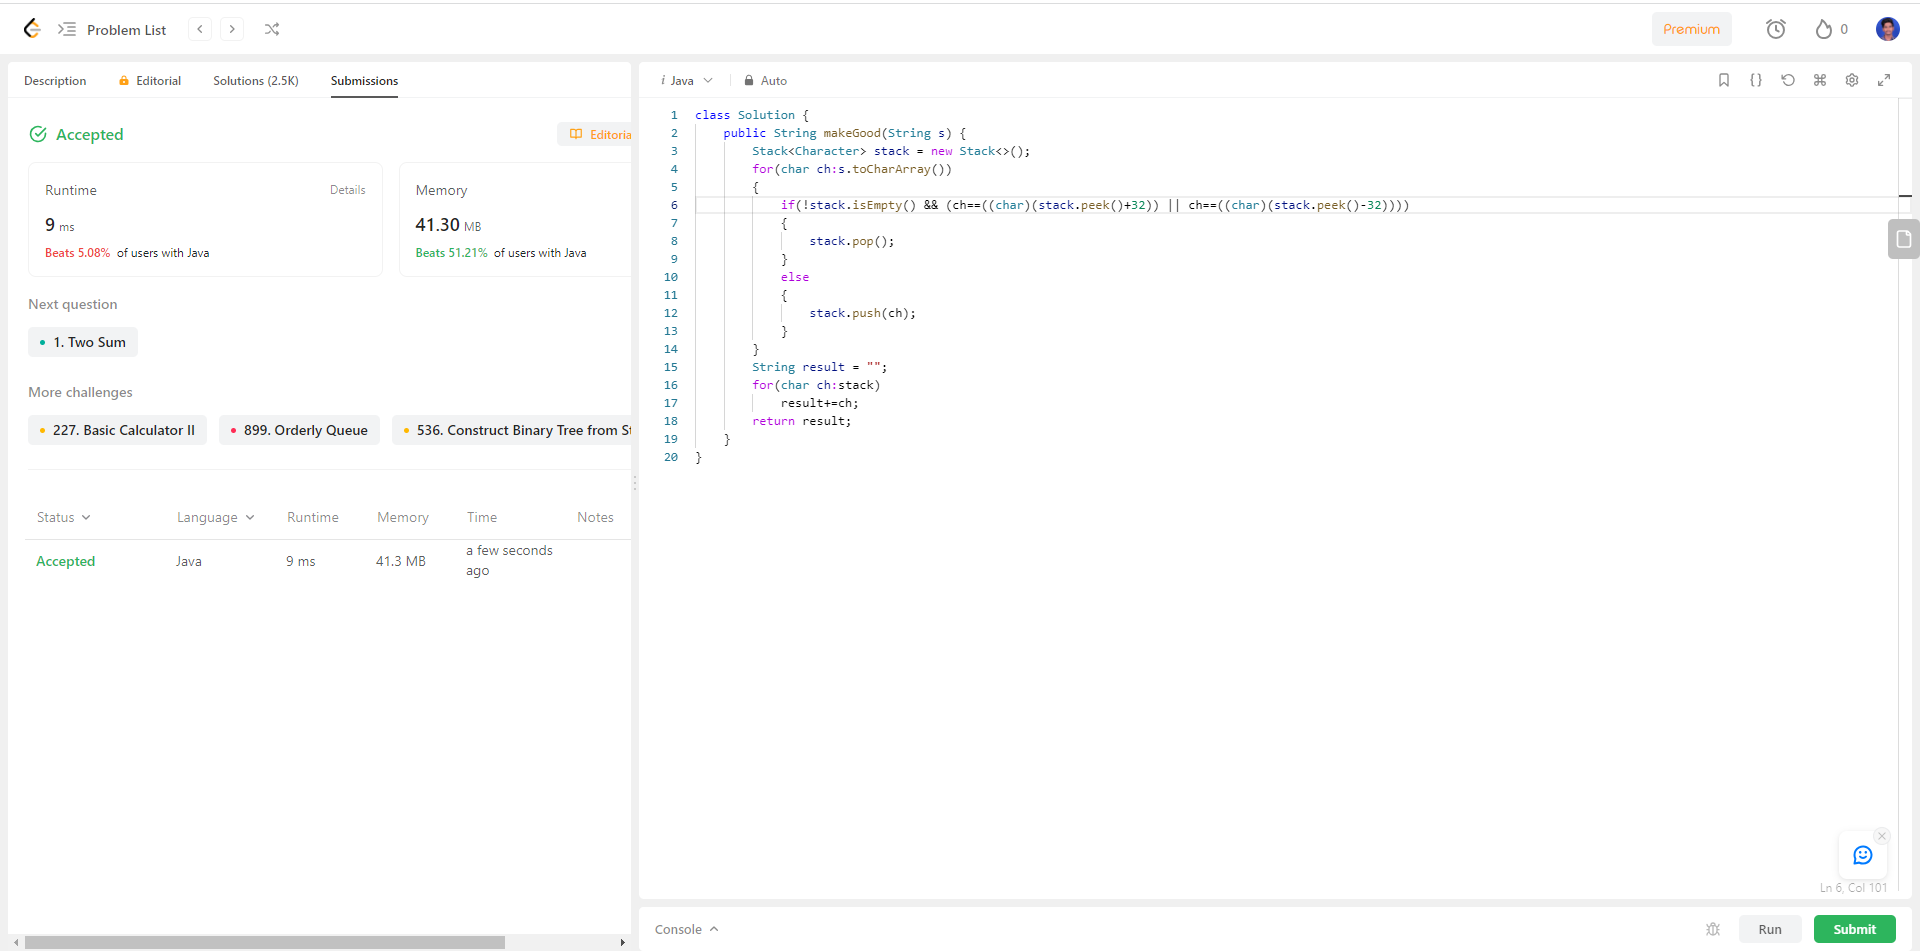 Problem List
Premium
0
Description
Editorial
Solutions (2.5K)
Submissions
Accepted
Editoria
Runtime
Details
9 ms
Beats 5.08% of users with Java
Memory
41.30 MB
Beats 51.21% of users with Java
Next question
1. Two Sum
More challenges
227. Basic Calculator II
899. Orderly Queue
536. Construct Binary Tree from St
Status Language Runtime Memory Time Notes
Accepted Java 9 ms 41.3 MB a few seconds
ago
i Java
Auto
1 class Solution {
2 public String makeGood(String s) {
3 Stack<Character> stack = new Stack<>();
4 for(char ch:s.toCharArray())
5 {
6 if(!stack.isEmpty() && (ch==((char)(stack.peek()+32)) || ch==((char)(stack.peek()-32))))
7 {
8 stack.pop();
9 }
10 else
11 {
12 stack.push(ch);
13 }
14 }
15 String result = "";
16 for(char ch:stack)
17 result+=ch;
18 return result;
19 }
20 }
Ln 6, Col 101
Console
Run
Submit